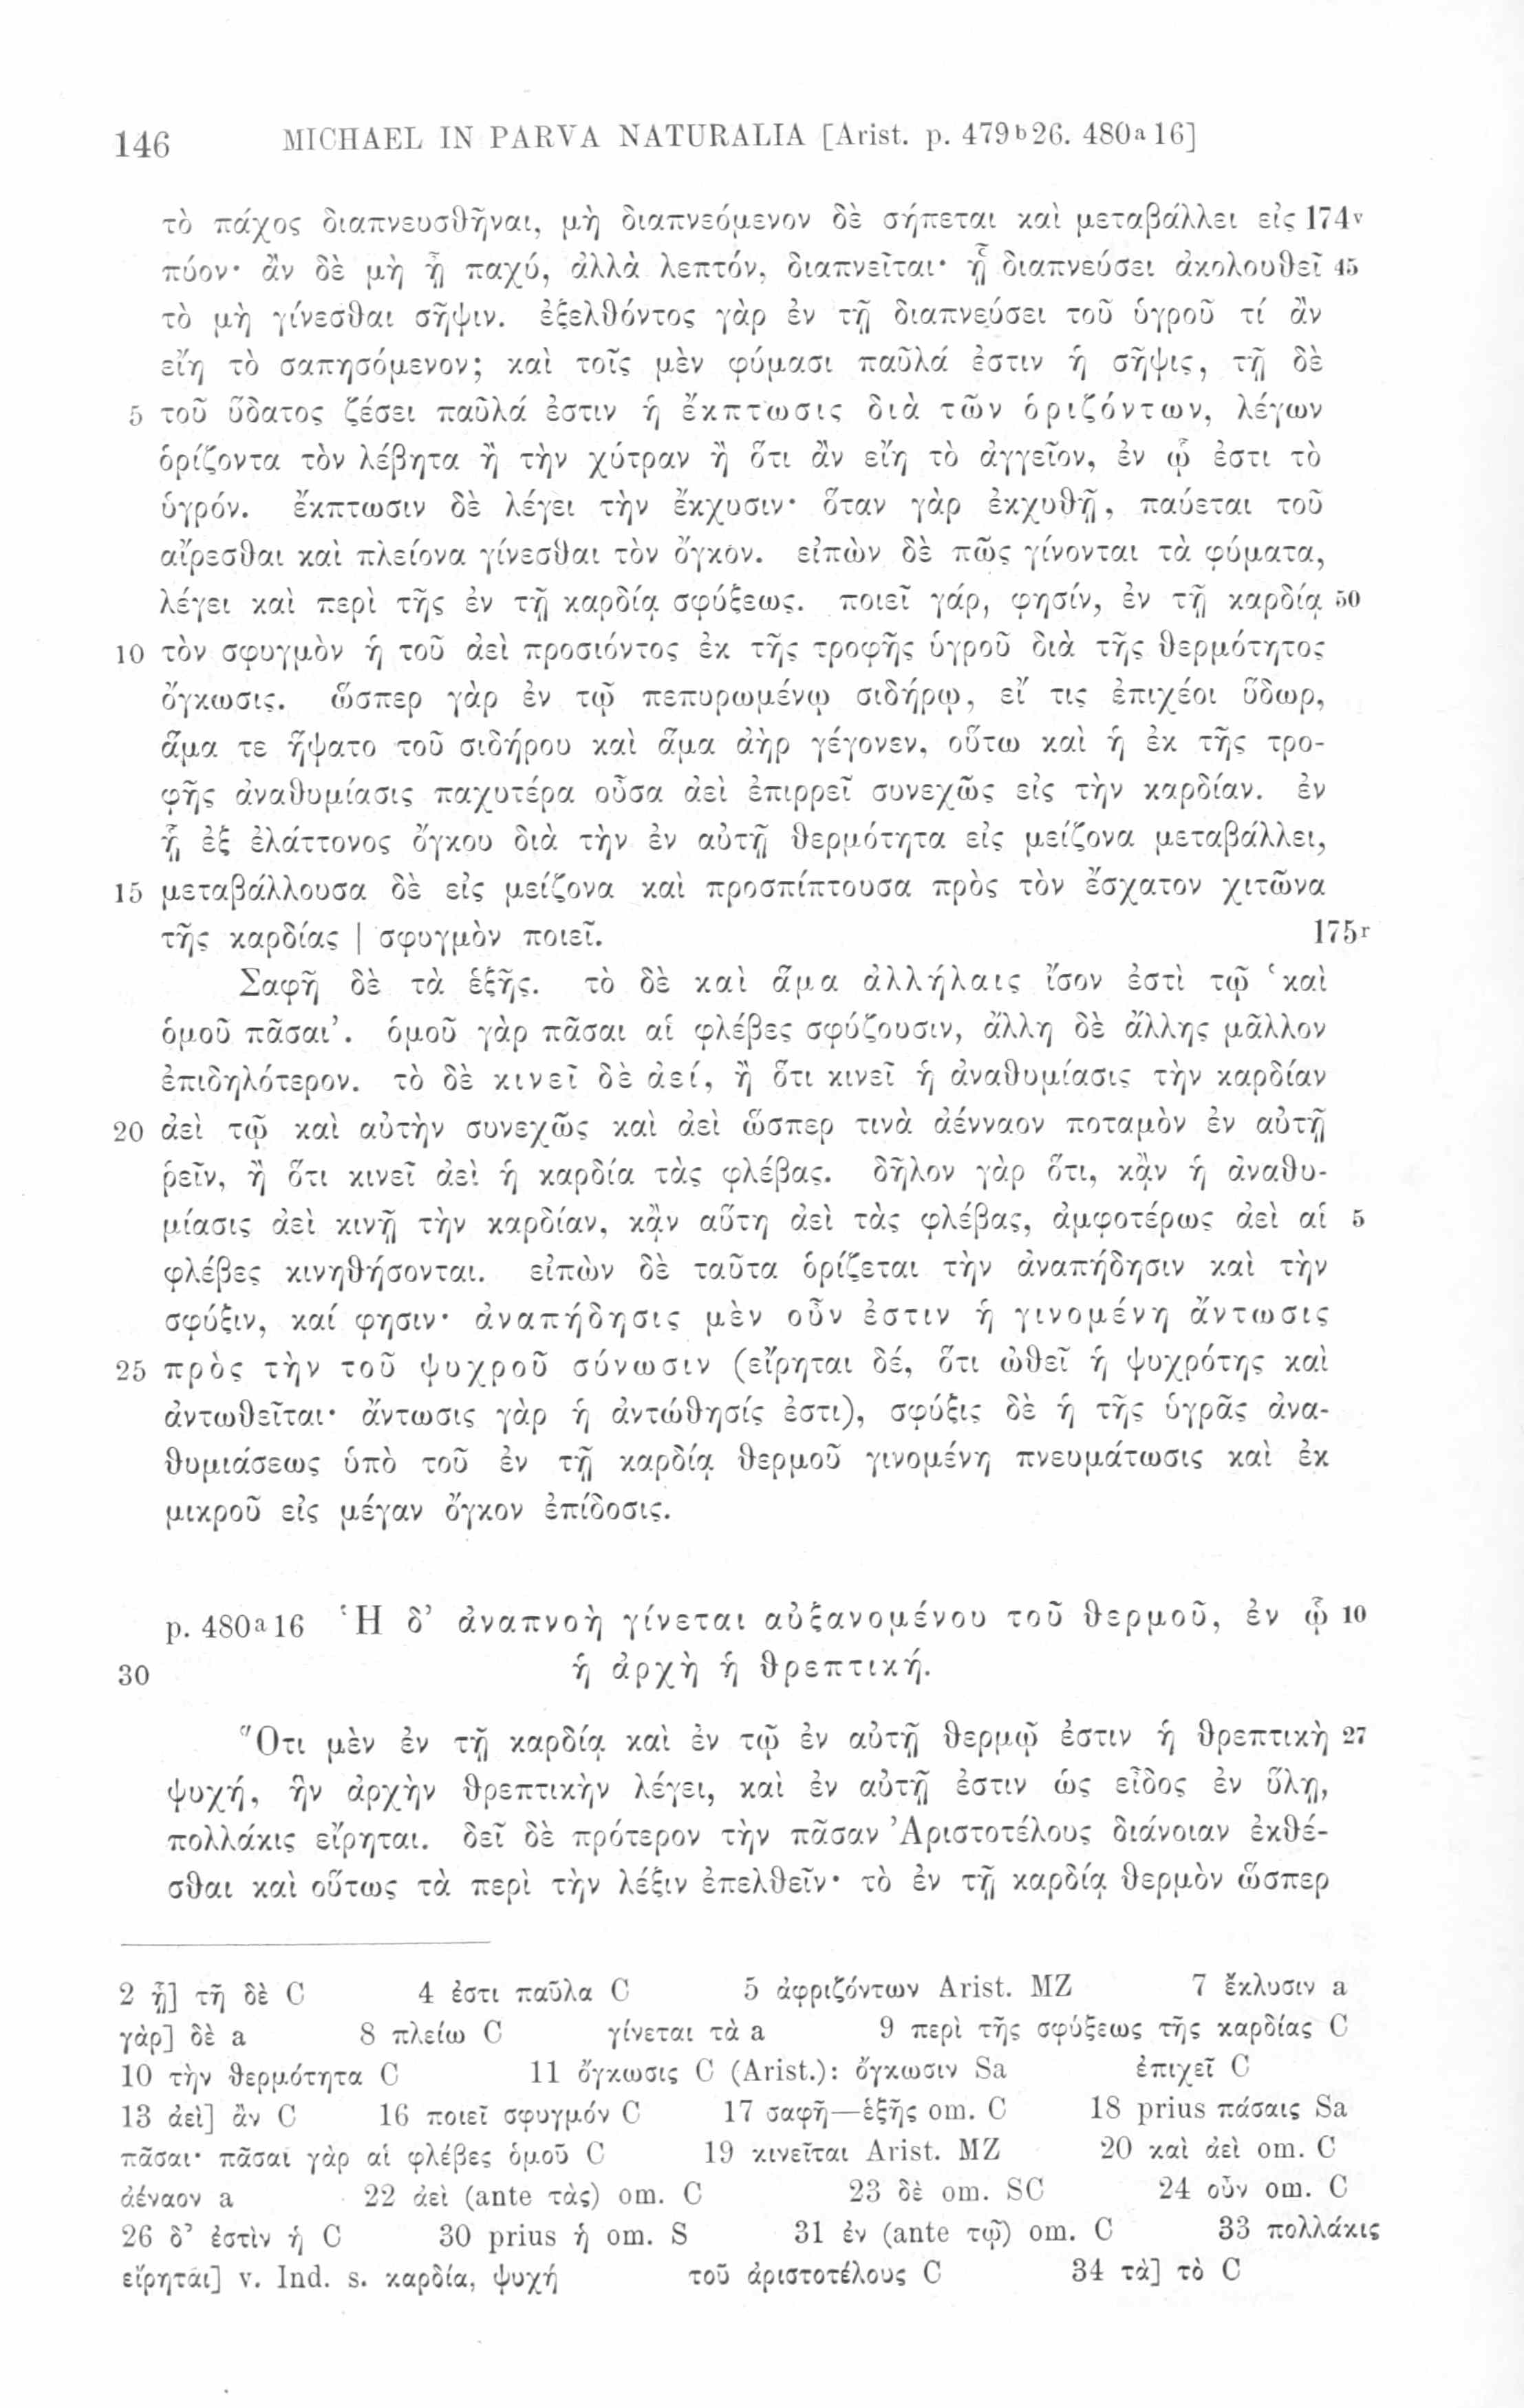 146 MICHAEL IN PARVA NATURALIA [Arist. p. 479b26. 480a16]
τὸ πάχος διαπνευσθῆναι, μὴ διαπνεόμενον δὲ σήπεται καὶ μεταβάλλει εἰς 174v
πύον· ἂν δὲ μὴ ᾖ παχύ, ἀλλὰ λεπτόν, διαπνεῖται· ᾗ διαπνεύσει ἀκολουθεῖ 45
τὸ μὴ γίνεσθαι σῆψιν. ἐξελθόντος γὰρ ἐν τῇ διαπνεύσει τοῦ ὑγροῦ τί ἂν
εἴη τὸ σαπησόμενον; καὶ τοῖς μὲν φύμασι παῦλά ἐστιν ἡ σῆψις, τῇ δὲ
5 τοῦ ὕδατος ζέσει παῦλά ἐστιν ἡ ἔκπτωσις διὰ τῶν ὁριζόντων, λέγων
ὁρίζοντα τὸν λέβητα ἢ τὴν χύτραν ἢ ὅτι ἂν εἴη τὸ ἀγγεῖον, ἐν ᾧ ἐστι τὸ
ὑγρόν. ἔκπτωσιν δὲ λέγει τὴν ἔκχυσιν· ὅταν γὰρ ἐκχυθῇ, παύεται τοῦ
αἴρεσθαι καὶ πλείονα γίνεσθαι τὸν ὄγκον. εἰπὼν δὲ πῶς γίνονται τὰ φύματα,
λέγει καὶ περὶ τῆς ἐν τῇ καρδίᾳ σφύξεως. ποιεῖ γάρ, φησίν, ἐν τῇ καρδίᾳ 50
10 τὸν σφυγμὸν ἡ τοῦ ἀεὶ προσιόντος ἐκ τῆς τροφῆς ὑγροῦ διὰ τῆς θερμότητος
ὄγκωσις. ὥσπερ γὰρ ἐν τῷ πεπυρωμένῳ σιδήρῳ, εἴ τις ἐπιχέοι ὕδωρ,
ἅμα τε ἥψατο τοῦ σιδήρου καὶ ἅμα ἀὴρ γέγονεν, οὕτω καὶ ἡ ἐκ τῆς τρο-
φῆς ἀναθυμίασις παχυτέρα οὖσα ἀεὶ ἐπιρρεῖ συνεχῶς εἰς τὴν καρδίαν. ἐν
ᾗ ἐξ ἐλάττονος ὄγκου διὰ τὴν ἐν αὐτῇ θερμότητα εἰς μείζονα μεταβάλλει,
15 μεταβάλλουσα δὲ εἰς μείζονα καὶ προσπίπτουσα πρὸς τὸν ἔσχατον χιτῶνα
τῆς καρδίας | σφυγμὸν ποιεῖ. 175r
Σαφῆ δὲ τὰ ἑξῆς. τὸ δὲ καὶ ἅμα ἀλλήλαις ἴσον ἐστὶ τῷ ‘καὶ
ὁμοῦ πᾶσαι’. ὁμοῦ γὰρ πᾶσαι αἱ φλέβες σφύζουσιν, ἄλλη δὲ ἄλλης μᾶλλον
ἐπιδηλότερον. τὸ δὲ κινεῖ δὲ ἀεί, ἢ ὅτι κινεῖ ἡ ἀναθυμίασις τὴν καρδίαν
20 ἀεὶ τῷ καὶ αὐτὴν συνεχῶς καὶ ἀεὶ ὥσπερ τινὰ ἀένναον ποταμὸν ἐν αὐτῇ
ῥεῖν, ἢ ὅτι κινεῖ ἀεὶ ἡ καρδία τὰς φλέβας. δῆλον γὰρ ὅτι, κἂν ἡ ἀναθυ-
μίασις ἀεὶ κινῇ τὴν καρδίαν, κἂν αὕτη ἀεὶ τὰς φλέβας, ἀμφοτέρως ἀεὶ αἱ 5
φλέβες κινηθήσονται. εἰπὼν δὲ ταῦτα ὁρίζεται τὴν ἀναπήδησιν καὶ τὴν
σφύξιν, καί φησιν· ἀναπήδησις μὲν οὖν ἐστιν ἡ γινομένη ἄντωσις
25 πρὸς τὴν τοῦ ψυχροῦ σύνωσιν (εἴρηται δέ, ὅτι ὠθεῖ ἡ ψυχρότης καὶ
ἀντωθεῖται· ἄντωσις γὰρ ἡ ἀντώθησίς ἐστι), σφύξις δὲ ἡ τῆς ὑγρᾶς ἀνα-
θυμιάσεως ὑπὸ τοῦ ἐν τῇ καρδίᾳ θερμοῦ γινομένη πνευμάτωσις καὶ ἐκ
μικροῦ εἰς μέγαν ὄγκον ἐπίδοσις.
p. 480a16 Ἡ δ’ ἀναπνοὴ γίνεται αὐξανομένου τοῦ θερμοῦ, ἐν ᾧ 10
30 ἡ ἀρχὴ ἡ θρεπτική.
Ὅτι μὲν ἐν τῇ καρδίᾳ καὶ ἐν τῷ ἐν αὐτῇ θερμῷ ἐστιν ἡ θρεπτικὴ 27
ψυχή, ἣν ἀρχὴν θρεπτικὴν λέγει, καὶ ἐν αὐτῇ ἐστιν ὡς εἶδος ἐν ὕλῃ,
πολλάκις εἴρηται. δεῖ δὲ πρότερον τὴν πᾶσαν Ἀριστοτέλους διάνοιαν ἐκθέ-
σθαι καὶ οὕτως τὰ περὶ τὴν λέξιν ἐπελθεῖν· τὸ ἐν τῇ καρδίᾳ θερμὸν ὥσπερ
2 ᾗ] τῇ δὲ C 4 ἐστι παῦλα C 5 ἀφριζόντων Arist. MZ 7 ἔκλυσιν a
γὰρ] δὲ a 8 πλείω C γίνεται τὰ a 9 περὶ τῆς σφύξεως τῆς καρδίας C
10 τὴν θερμότητα C 11 ὄγκωσις C (Arist.): ὄγκωσιν Sa ἐπιχεῖ C
13 ἀεὶ] ἂν C 16 ποιεῖ σφυγμόν C 17 σαφῆ—ἑξῆς om. C 18 prius πάσαις Sa
πᾶσαι· πᾶσαι γὰρ αἱ φλέβες ὁμοῦ C 19 κινεῖται Arist. MZ 20 καὶ ἀεὶ om. C
ἀέναον a 22 ἀεὶ (ante τὰς) om. C 23 δὲ om. SC 24 οὖν om. C
26 δ’ ἐστὶν ἡ C 30 prius ἡ om. S 31 ἐν (ante τῷ) om. C 33 πολλάκις
εἴρηται] v. Ind. s. καρδία, ψυχή τοῦ ἀριστοτέλους C 34 τὰ] τὸ C